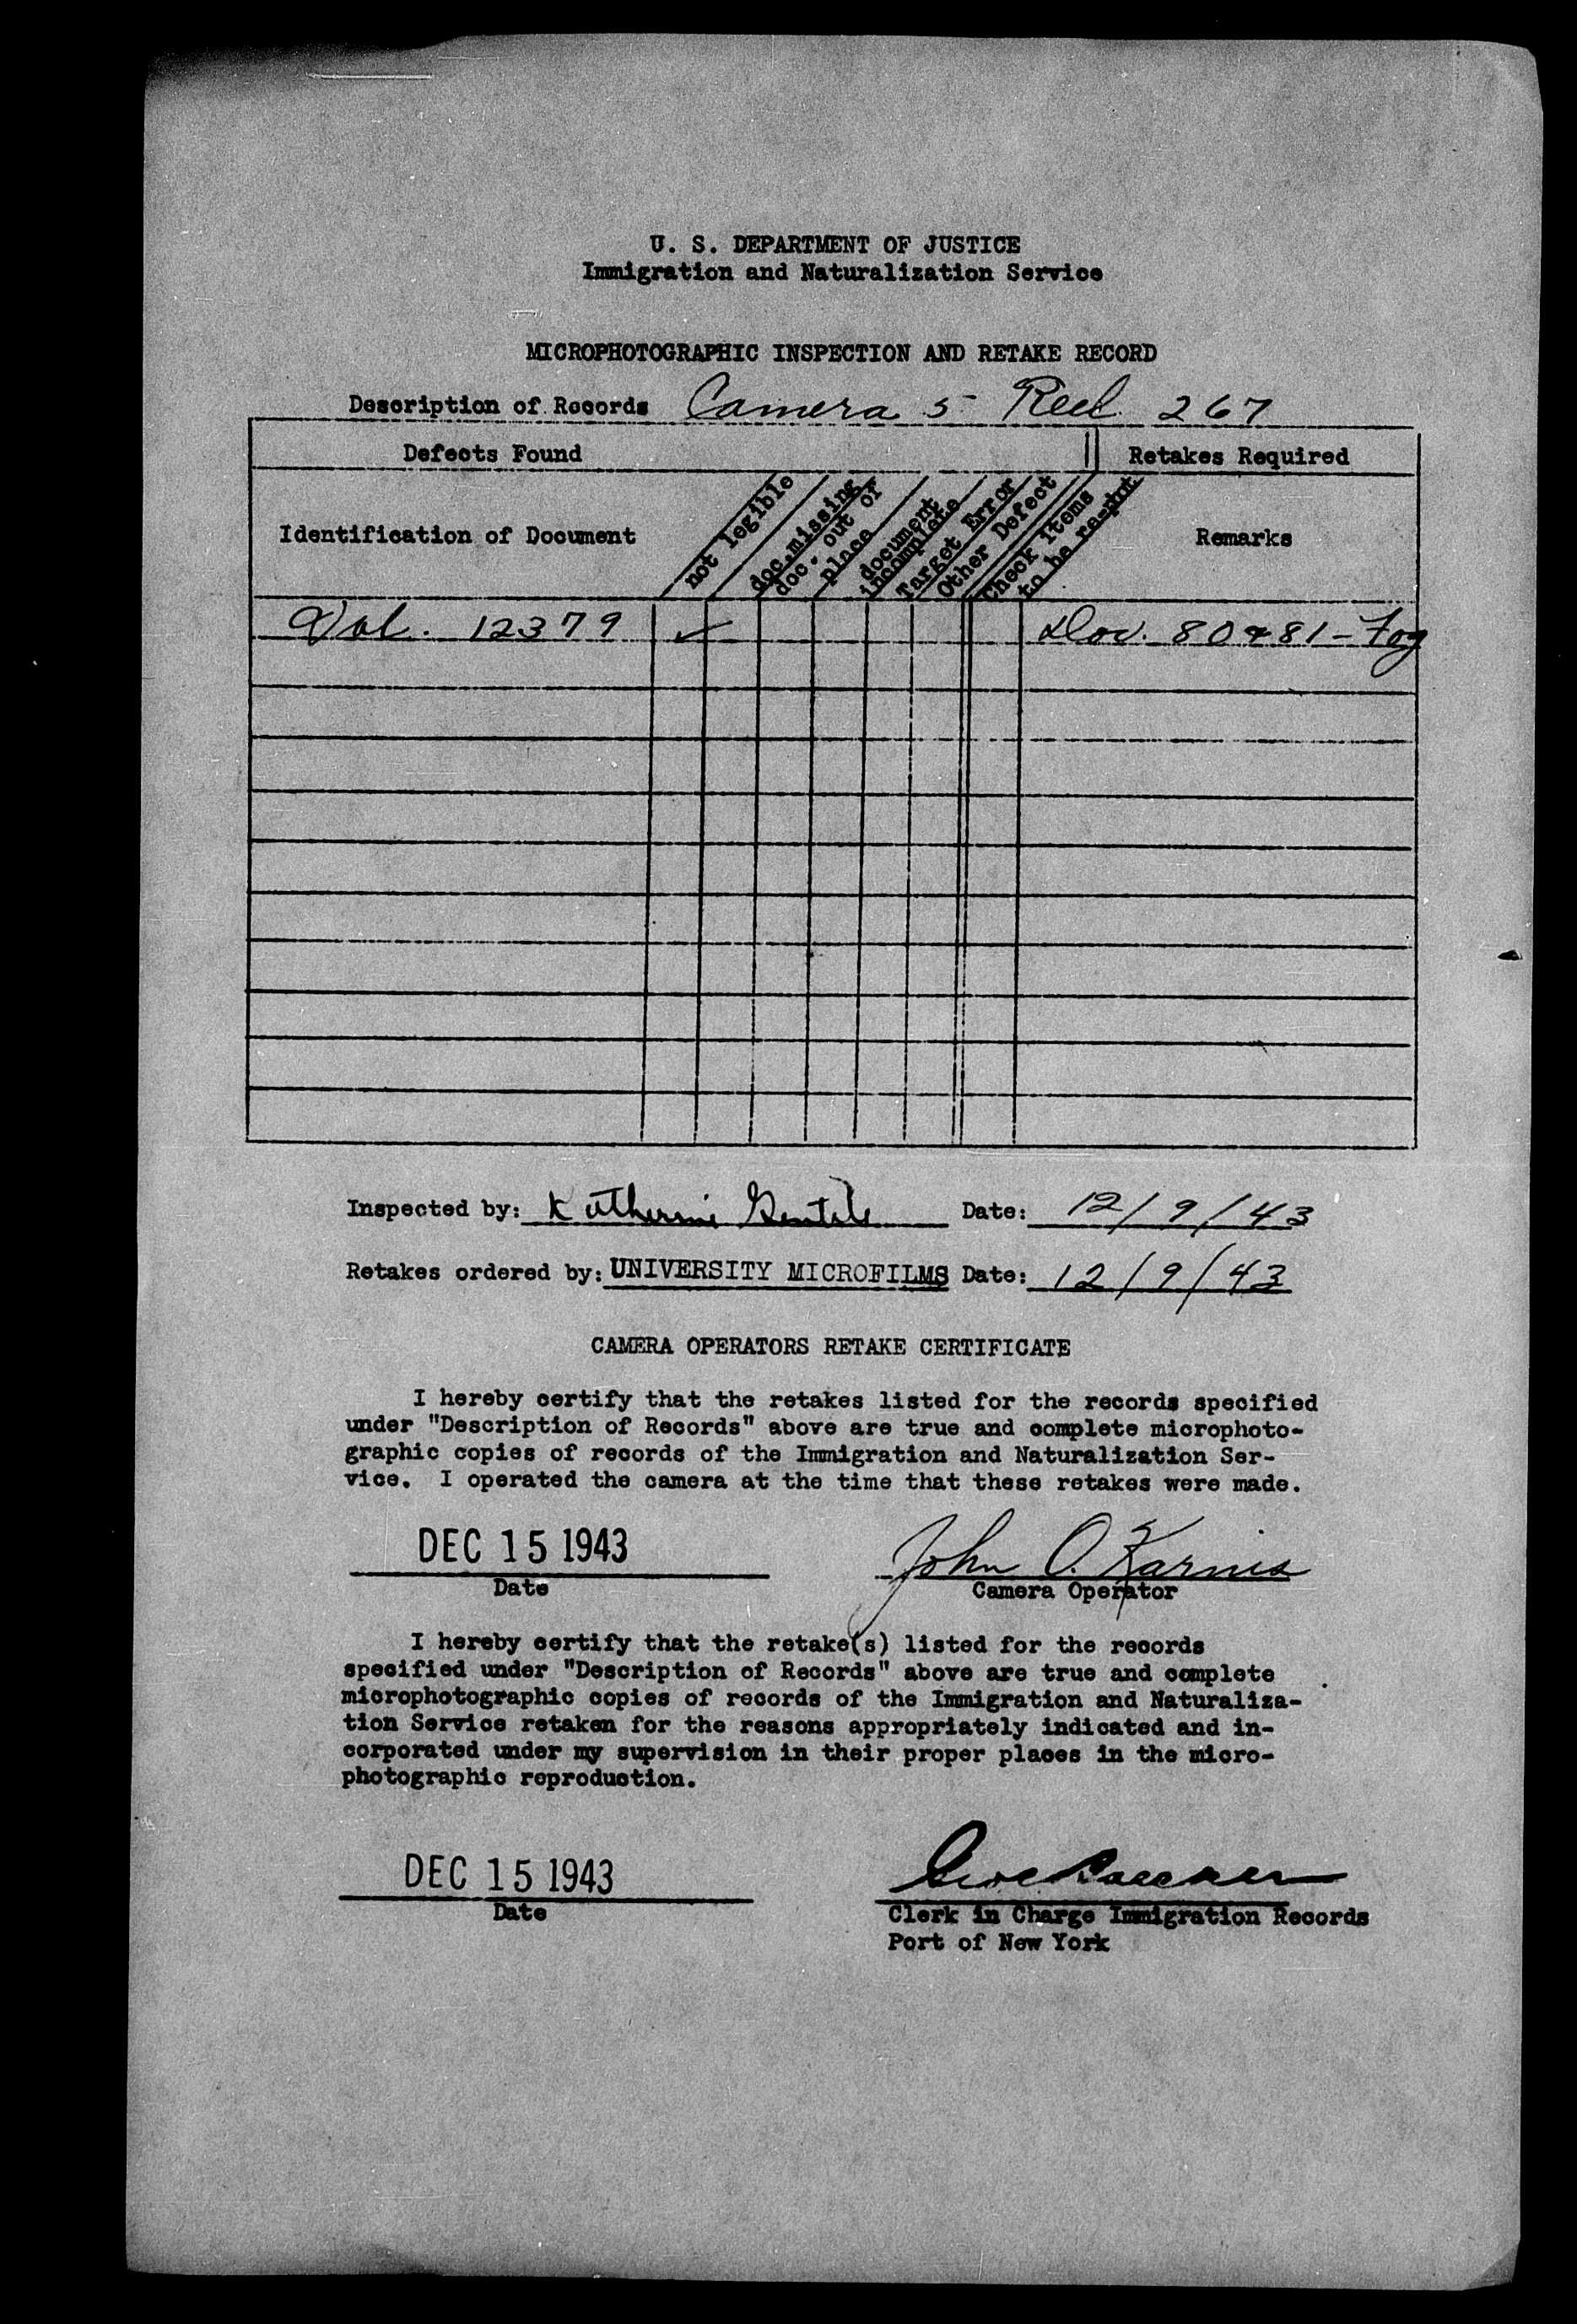 U. S. DEPARTMENT OF JUSTICE
Immigration and Naturalization Service
MICROPHOTOGRAPHIC INSPECTION AND RETAKE RECORD
Description of Records Camera 5 Reel 267
Defects Found
Retakes Required
Identification of Document
not legible
doc. missing
doc. out of
place
document
incomplete
Target Error
Other Defect
Check items
to be re-phot
Remarks
Vol. 12379 ✓ 80 & 81 - Fog
Inspected by: Katherine Gentile Date: 12/9/43
Retakes ordered by: UNIVERSITY MICROFILMS Date: 12/9/43
CAMERA OPERATORS RETAKE CERTIFICATE
I hereby certify that the retakes listed for the records specified
under "Description of Records" above are true and complete microphoto-
graphic copies of records of the Immigration and Naturalization Ser-
vice. I operated the camera at the time that these retakes were made.
DEC 15 1943 John O. Karnis
Date Camera Operator
I hereby certify that the retake(s) listed for the records
specified under "Description of Records" above are true and complete
microphotographic copies of records of the Immigration and Naturaliza-
tion Service retaken for the reasons appropriately indicated and in-
corporated under my supervision in their proper places in the micro-
photographic reproduction.
DEC 15 1943
Date
Clerk in Charge Immigration Records
Port of New York